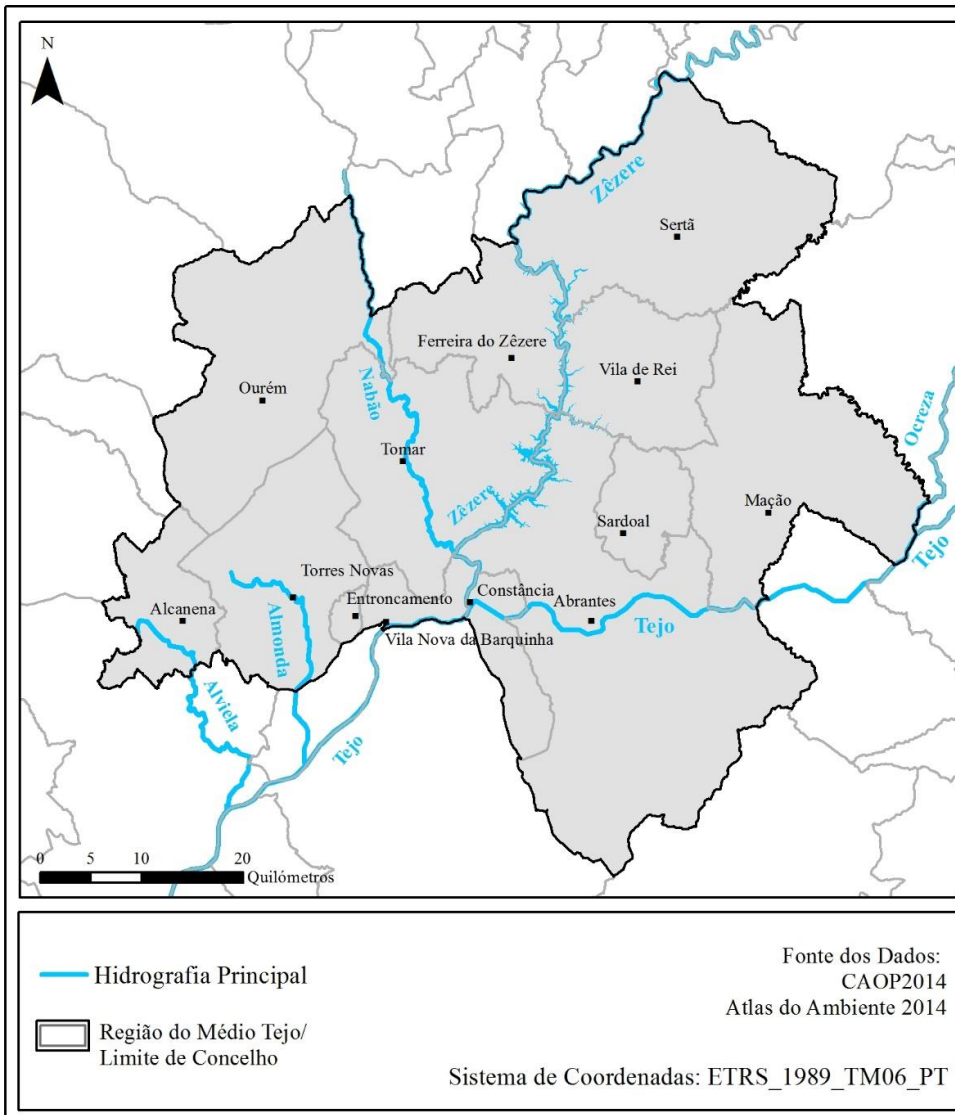 N
Zêzere
Sertã
Ferreira do Zêzere
Vila de Rei
Ourém
Nabão
Ocreza
Tomar
Zêzere
Mação
Sardoal
Torres Novas
Constância
Alcanena
Entroncamento
Abrantes
Almonda
Vila Nova da Barquinha
Tejo
Tejo
Alviela
Tejo
0 5 10 20
Quilómetros
Hidrografia Principal
Região do Médio Tejo/
Limite de Concelho
Fonte dos Dados:
CAOP2014
Atlas do Ambiente 2014
Sistema de Coordenadas: ETRS_1989_TM06_PT